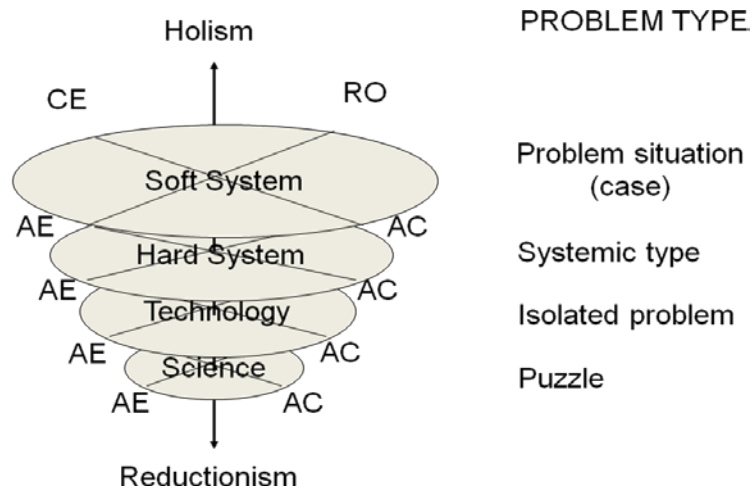 Holism
PROBLEM TYPE
CE
RO
Soft System
Problem situation
(case)
AE
AC
Hard System
Systemic type
AE
AC
Technology
Isolated problem
AE
AC
Science
Puzzle
AE
AC
Reductionism